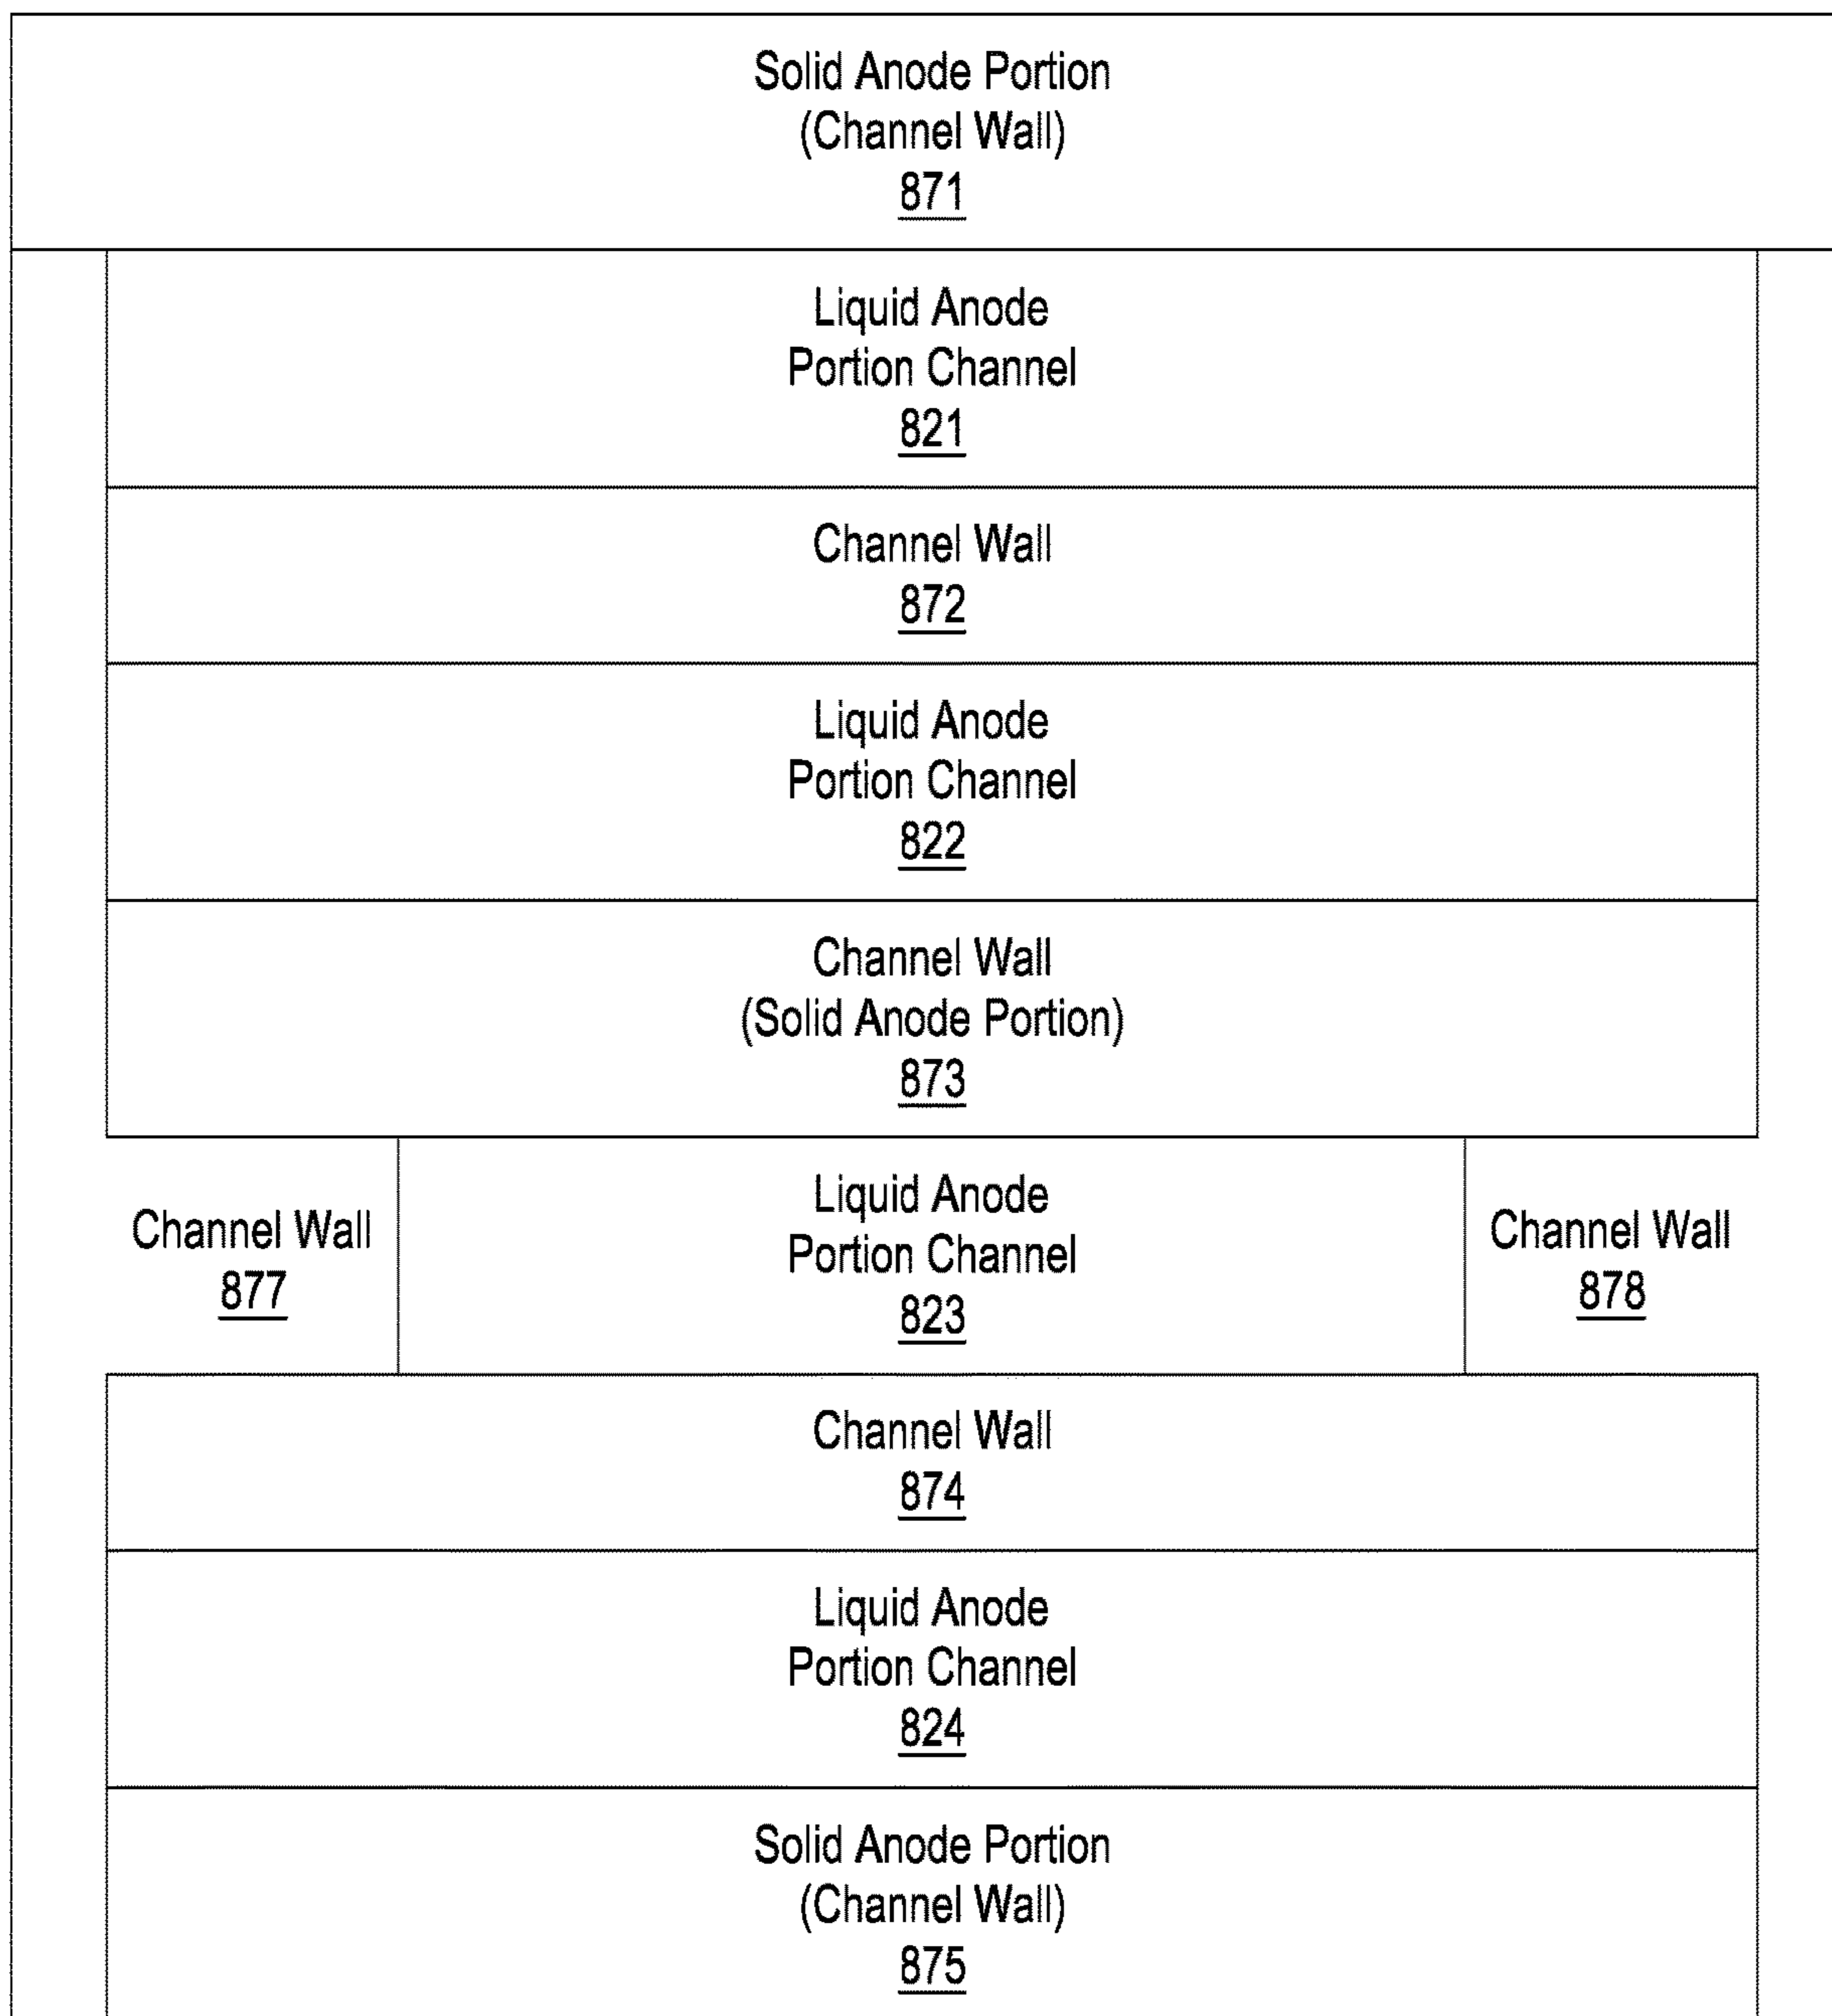 Solid Anode Portion
(Channel Wall)
871
Liquid Anode
Portion Channel
821
Channel Wall
872
Liquid Anode
Portion Channel
822
Channel Wall
(Solid Anode Portion)
873
Channel Wall
877
Liquid Anode
Portion Channel
823
Channel Wall
878
Channel Wall
874
Liquid Anode
Portion Channel
824
Solid Anode Portion
(Channel Wall)
875